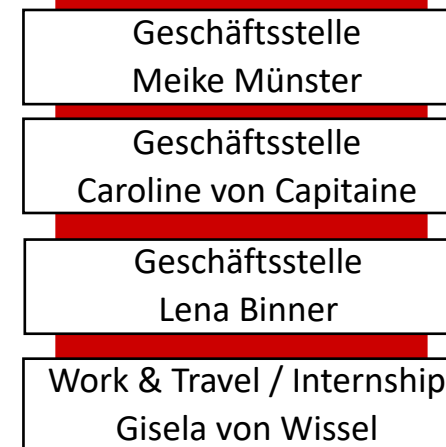 Geschäftsstelle
Meike Münster
Geschäftsstelle
Caroline von Capitaine
Geschäftsstelle
Lena Binner
Work & Travel / Internship
Gisela von Wissel